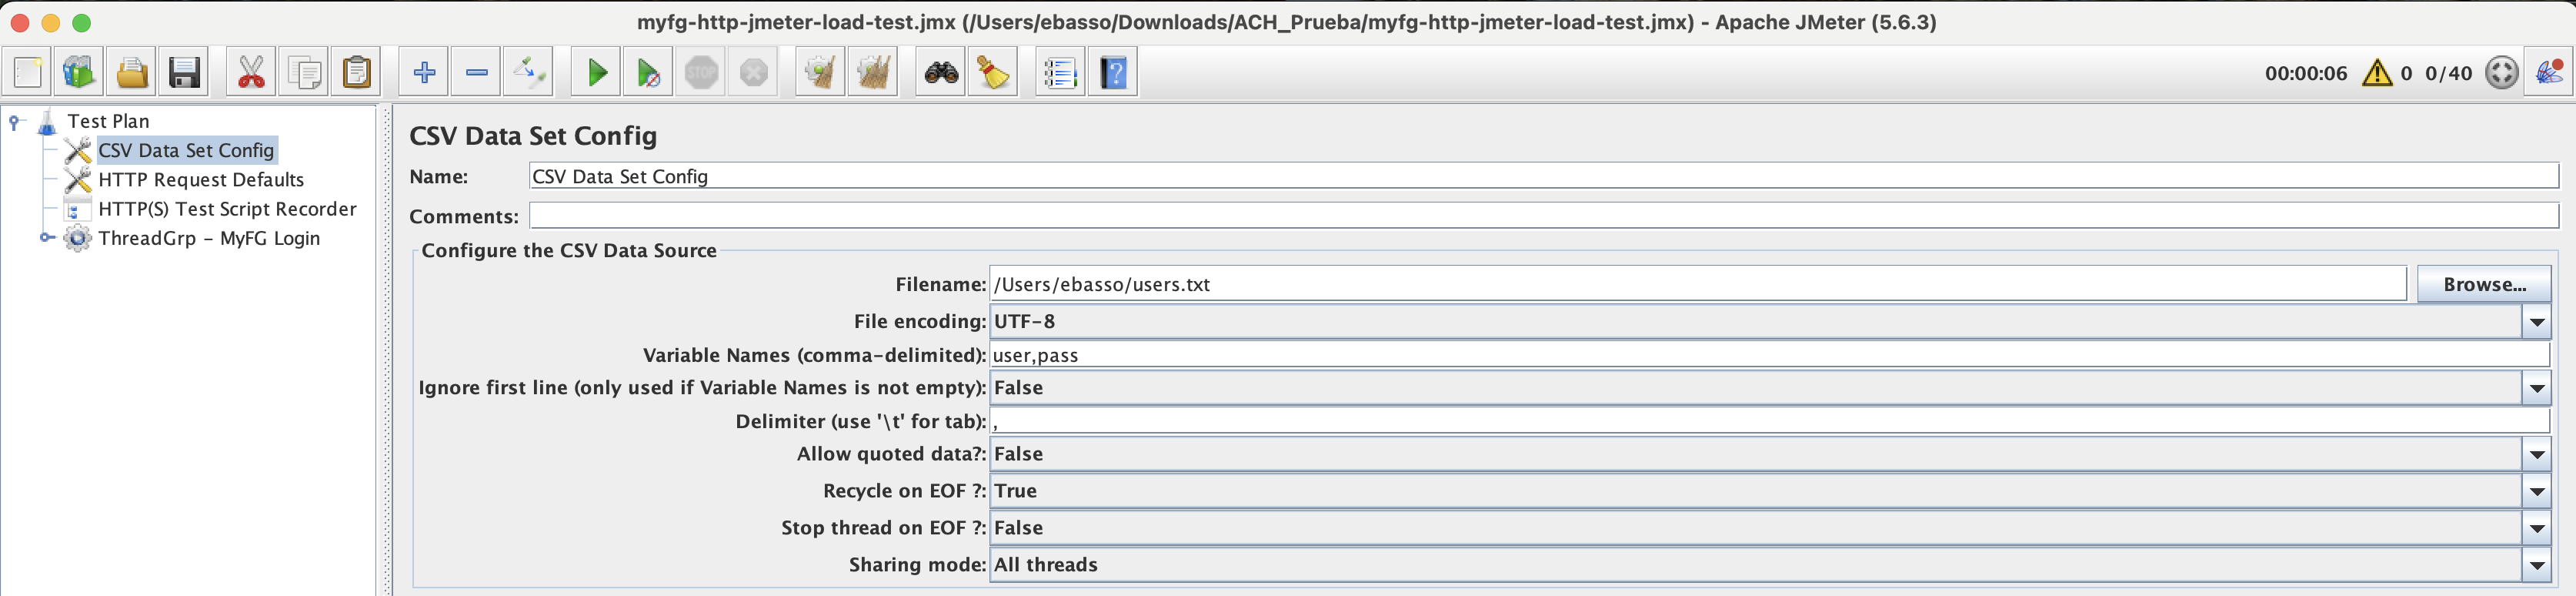 myfg-http-jmeter-load-test.jmx (/Users/ebasso/Downloads/ACH_Prueba/myfg-http-jmeter-load-test.jmx) - Apache JMeter (5.6.3)
STOP
00:00:06 0 0/40
Test Plan
CSV Data Set Config
HTTP Request Defaults
HTTP(S) Test Script Recorder
ThreadGrp - MyFG Login
CSV Data Set Config
Name: CSV Data Set Config
Comments:
Configure the CSV Data Source
Filename: /Users/ebasso/users.txt Browse...
File encoding: UTF-8
Variable Names (comma-delimited): user,pass
Ignore first line (only used if Variable Names is not empty): False
Delimiter (use '\t' for tab): ,
Allow quoted data?: False
Recycle on EOF ?: True
Stop thread on EOF ?: False
Sharing mode: All threads